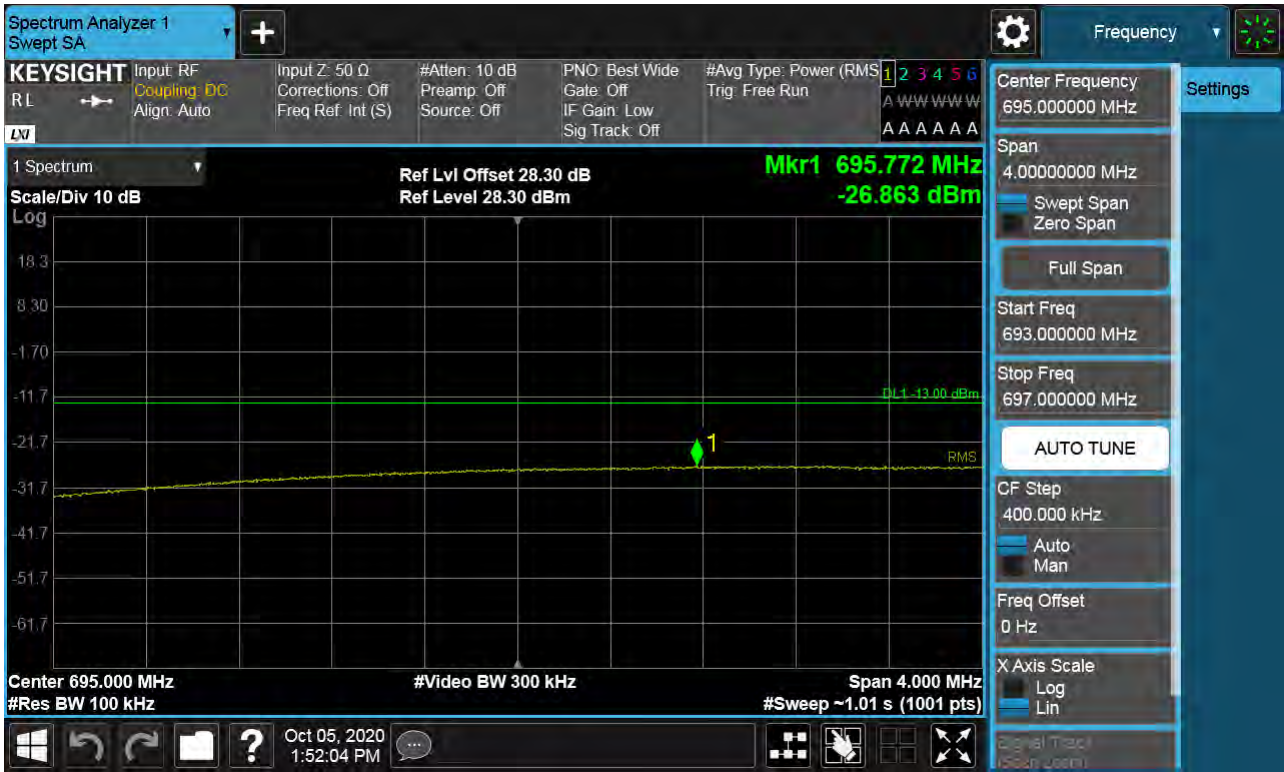 Spectrum Analyzer 1
Swept SA
+
Frequency
KEYSIGHT
R L
LXI
Input: RF
Coupling: DC
Align: Auto
Input Z: 50 Ω
Corrections: Off
Freq Ref: Int (S)
#Atten: 10 dB
Preamp: Off
Source: Off
PNO: Best Wide
Gate: Off
IF Gain: Low
Sig Track: Off
#Avg Type: Power (RMS
Trig: Free Run
1 2 3 4 5 6
A W W W W W
A A A A A A
1 Spectrum
Scale/Div 10 dB
Log
Ref Lvl Offset 28.30 dB
Ref Level 28.30 dBm
Mkr1 695.772 MHz
-26.863 dBm
18.3
8.30
-1.70
-11.7
-21.7
-31.7
-41.7
-51.7
-61.7
DL1 -13.00 dBm
1
RMS
Center 695.000 MHz
#Res BW 100 kHz
#Video BW 300 kHz
Span 4.000 MHz
#Sweep ~1.01 s (1001 pts)
Center Frequency
695.000000 MHz
Span
4.00000000 MHz
Swept Span
Zero Span
Full Span
Start Freq
693.000000 MHz
Stop Freq
697.000000 MHz
AUTO TUNE
CF Step
400.000 kHz
Auto
Man
Freq Offset
0 Hz
X Axis Scale
Log
Lin
Signal Track
(Span Zoom)
Settings
?
Oct 05, 2020
1:52:04 PM